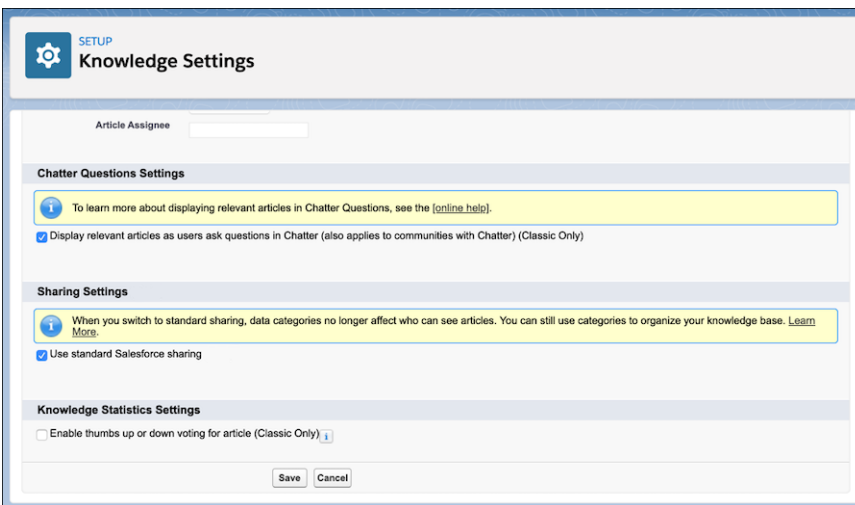 SETUP
Knowledge Settings
Article Assignee
Chatter Questions Settings
To learn more about displaying relevant articles in Chatter Questions, see the [online help].
Display relevant articles as users ask questions in Chatter (also applies to communities with Chatter) (Classic Only)
Sharing Settings
When you switch to standard sharing, data categories no longer affect who can see articles. You can still use categories to organize your knowledge base. Learn
More.
Use standard Salesforce sharing
Knowledge Statistics Settings
Enable thumbs up or down voting for article (Classic Only)
Save Cancel